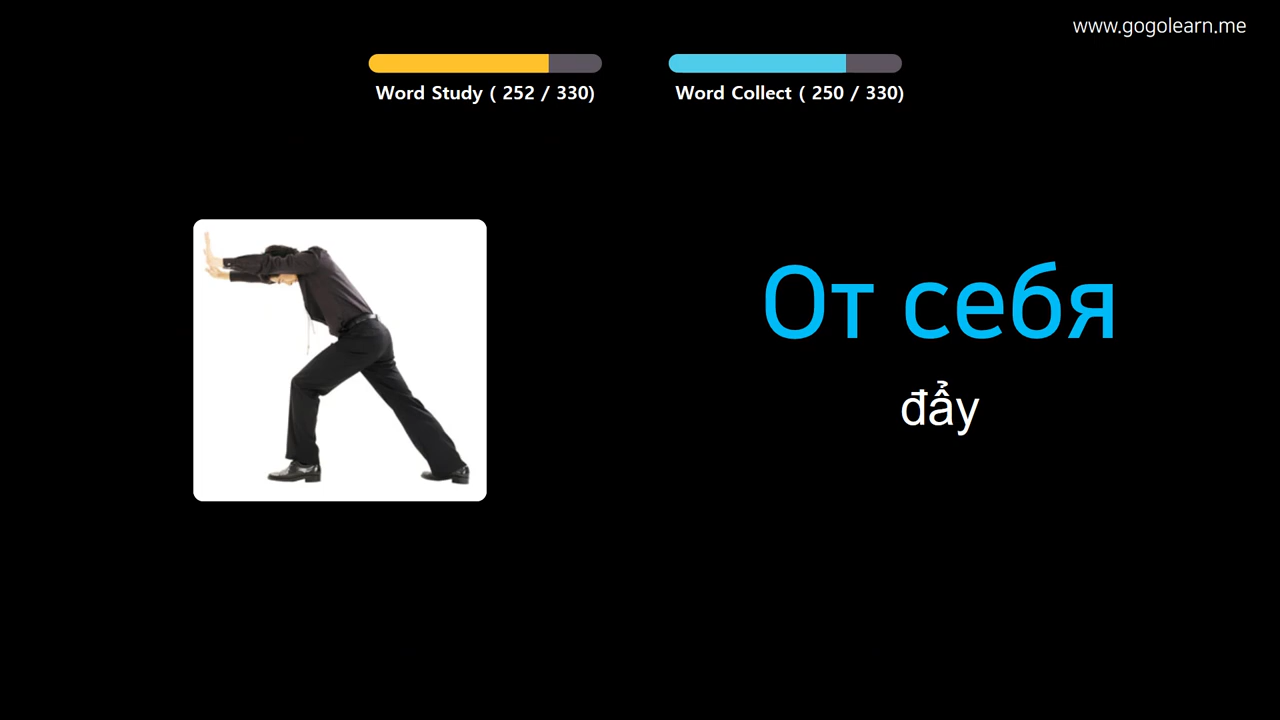 www.gogolearn.me
Word Study ( 252 / 330)
Word Collect ( 250 / 330)
От себя
đẩy